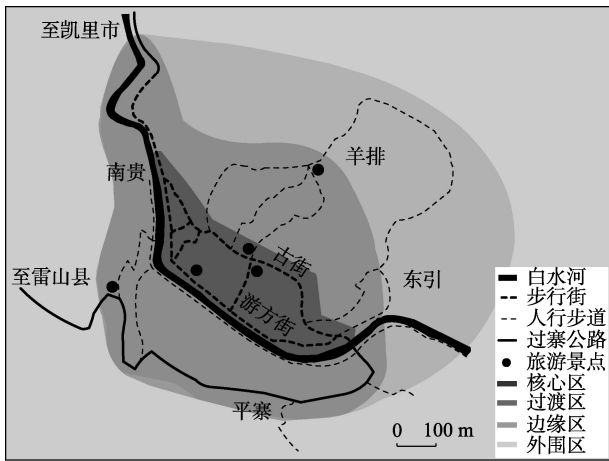 至凯里市
羊排
南贵
古街
至雷山县
东引
游方街
平寨
0 100 m
白水河
步行街
人行步道
过寨公路
旅游景点
核心区
过渡区
边缘区
外围区